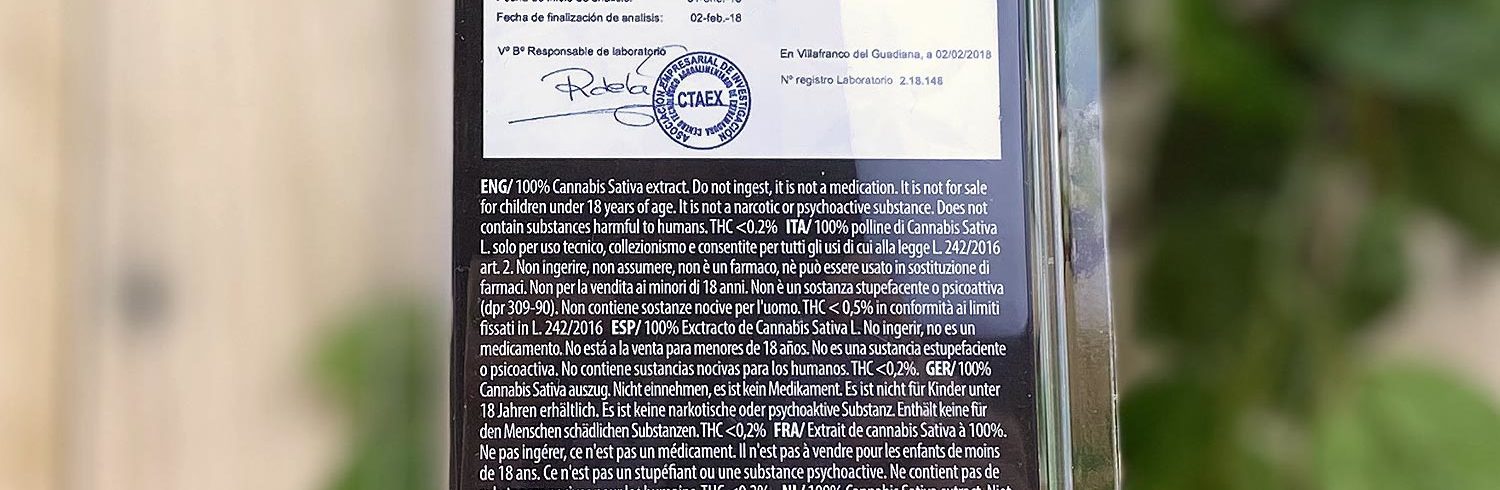 Fecha de finalización de analisis: 02-feb.-18
Vº Bº Responsable de laboratorio
En Villafranco del Guadiana, a 02/02/2018
Nº registro Laboratorio 2.18.148
ASOCIACIÓN EMPRESARIAL DE INVESTIGACIÓN
CENTRO TECNOLÓGICO AGROALIMENTARIO DE EXTREMADURA
CTAEX
ENG/ 100% Cannabis Sativa extract. Do not ingest, it is not a medication. It is not for sale
for children under 18 years of age. It is not a narcotic or psychoactive substance. Does not
contain substances harmful to humans. THC <0.2% ITA/ 100% polline di Cannabis Sativa
L. solo per uso tecnico, collezionismo e consentite per tutti gli usi di cui alla legge L. 242/2016
art. 2. Non ingerire, non assumere, non è un farmaco, nè può essere usato in sostituzione di
farmaci. Non per la vendita ai minori di 18 anni. Non è un sostanza stupefacente o psicoattiva
(dpr 309-90). Non contiene sostanze nocive per l'uomo. THC < 0,5% in conformità ai limiti
fissati in L. 242/2016 ESP/ 100% Exctracto de Cannabis Sativa L. No ingerir, no es un
medicamento. No está a la venta para menores de 18 años. No es una sustancia estupefaciente
o psicoactiva. No contiene sustancias nocivas para los humanos. THC <0,2%. GER/ 100%
Cannabis Sativa auszug. Nicht einnehmen, es ist kein Medikament. Es ist nicht für Kinder unter
18 Jahren erhältlich. Es ist keine narkotische oder psychoaktive Substanz. Enthält keine für
den Menschen schädlichen Substanzen. THC <0,2% FRA/ Extrait de cannabis Sativa à 100%.
Ne pas ingérer, ce n'est pas un médicament. Il n'est pas à vendre pour les enfants de moins
de 18 ans. Ce n'est pas un stupéfiant ou une substance psychoactive. Ne contient pas de